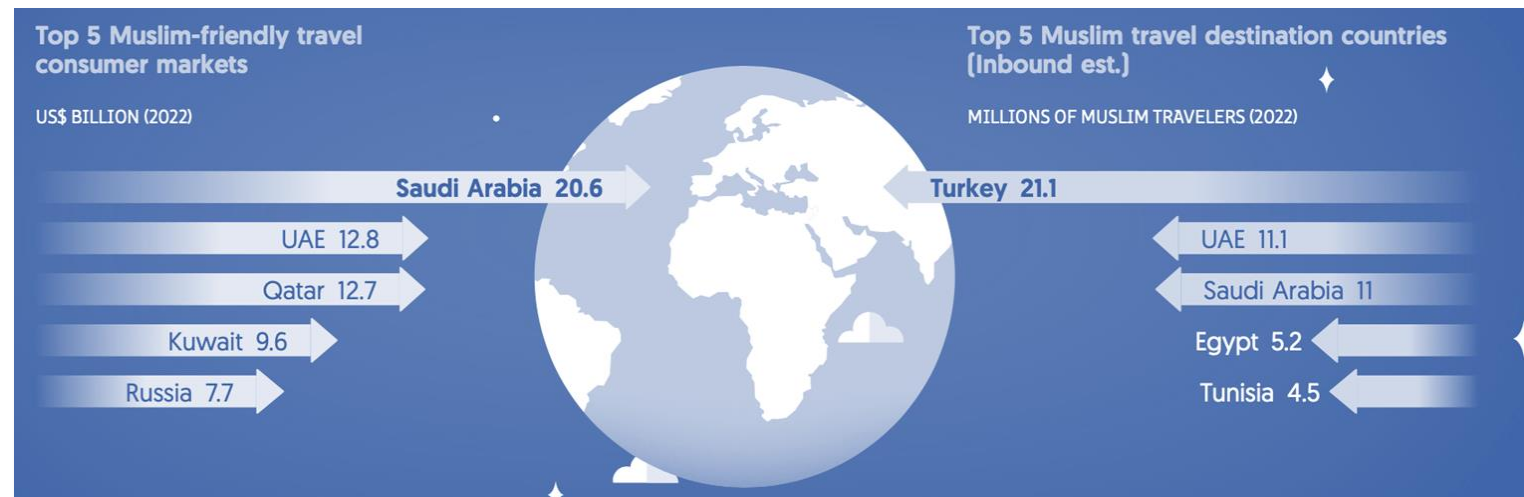 Top 5 Muslim-friendly travel
consumer markets
US$ BILLION (2022)
Saudi Arabia 20.6
UAE 12.8
Qatar 12.7
Kuwait 9.6
Russia 7.7
Top 5 Muslim travel destination countries
(Inbound est.)
MILLIONS OF MUSLIM TRAVELERS (2022)
Turkey 21.1
UAE 11.1
Saudi Arabia 11
Egypt 5.2
Tunisia 4.5